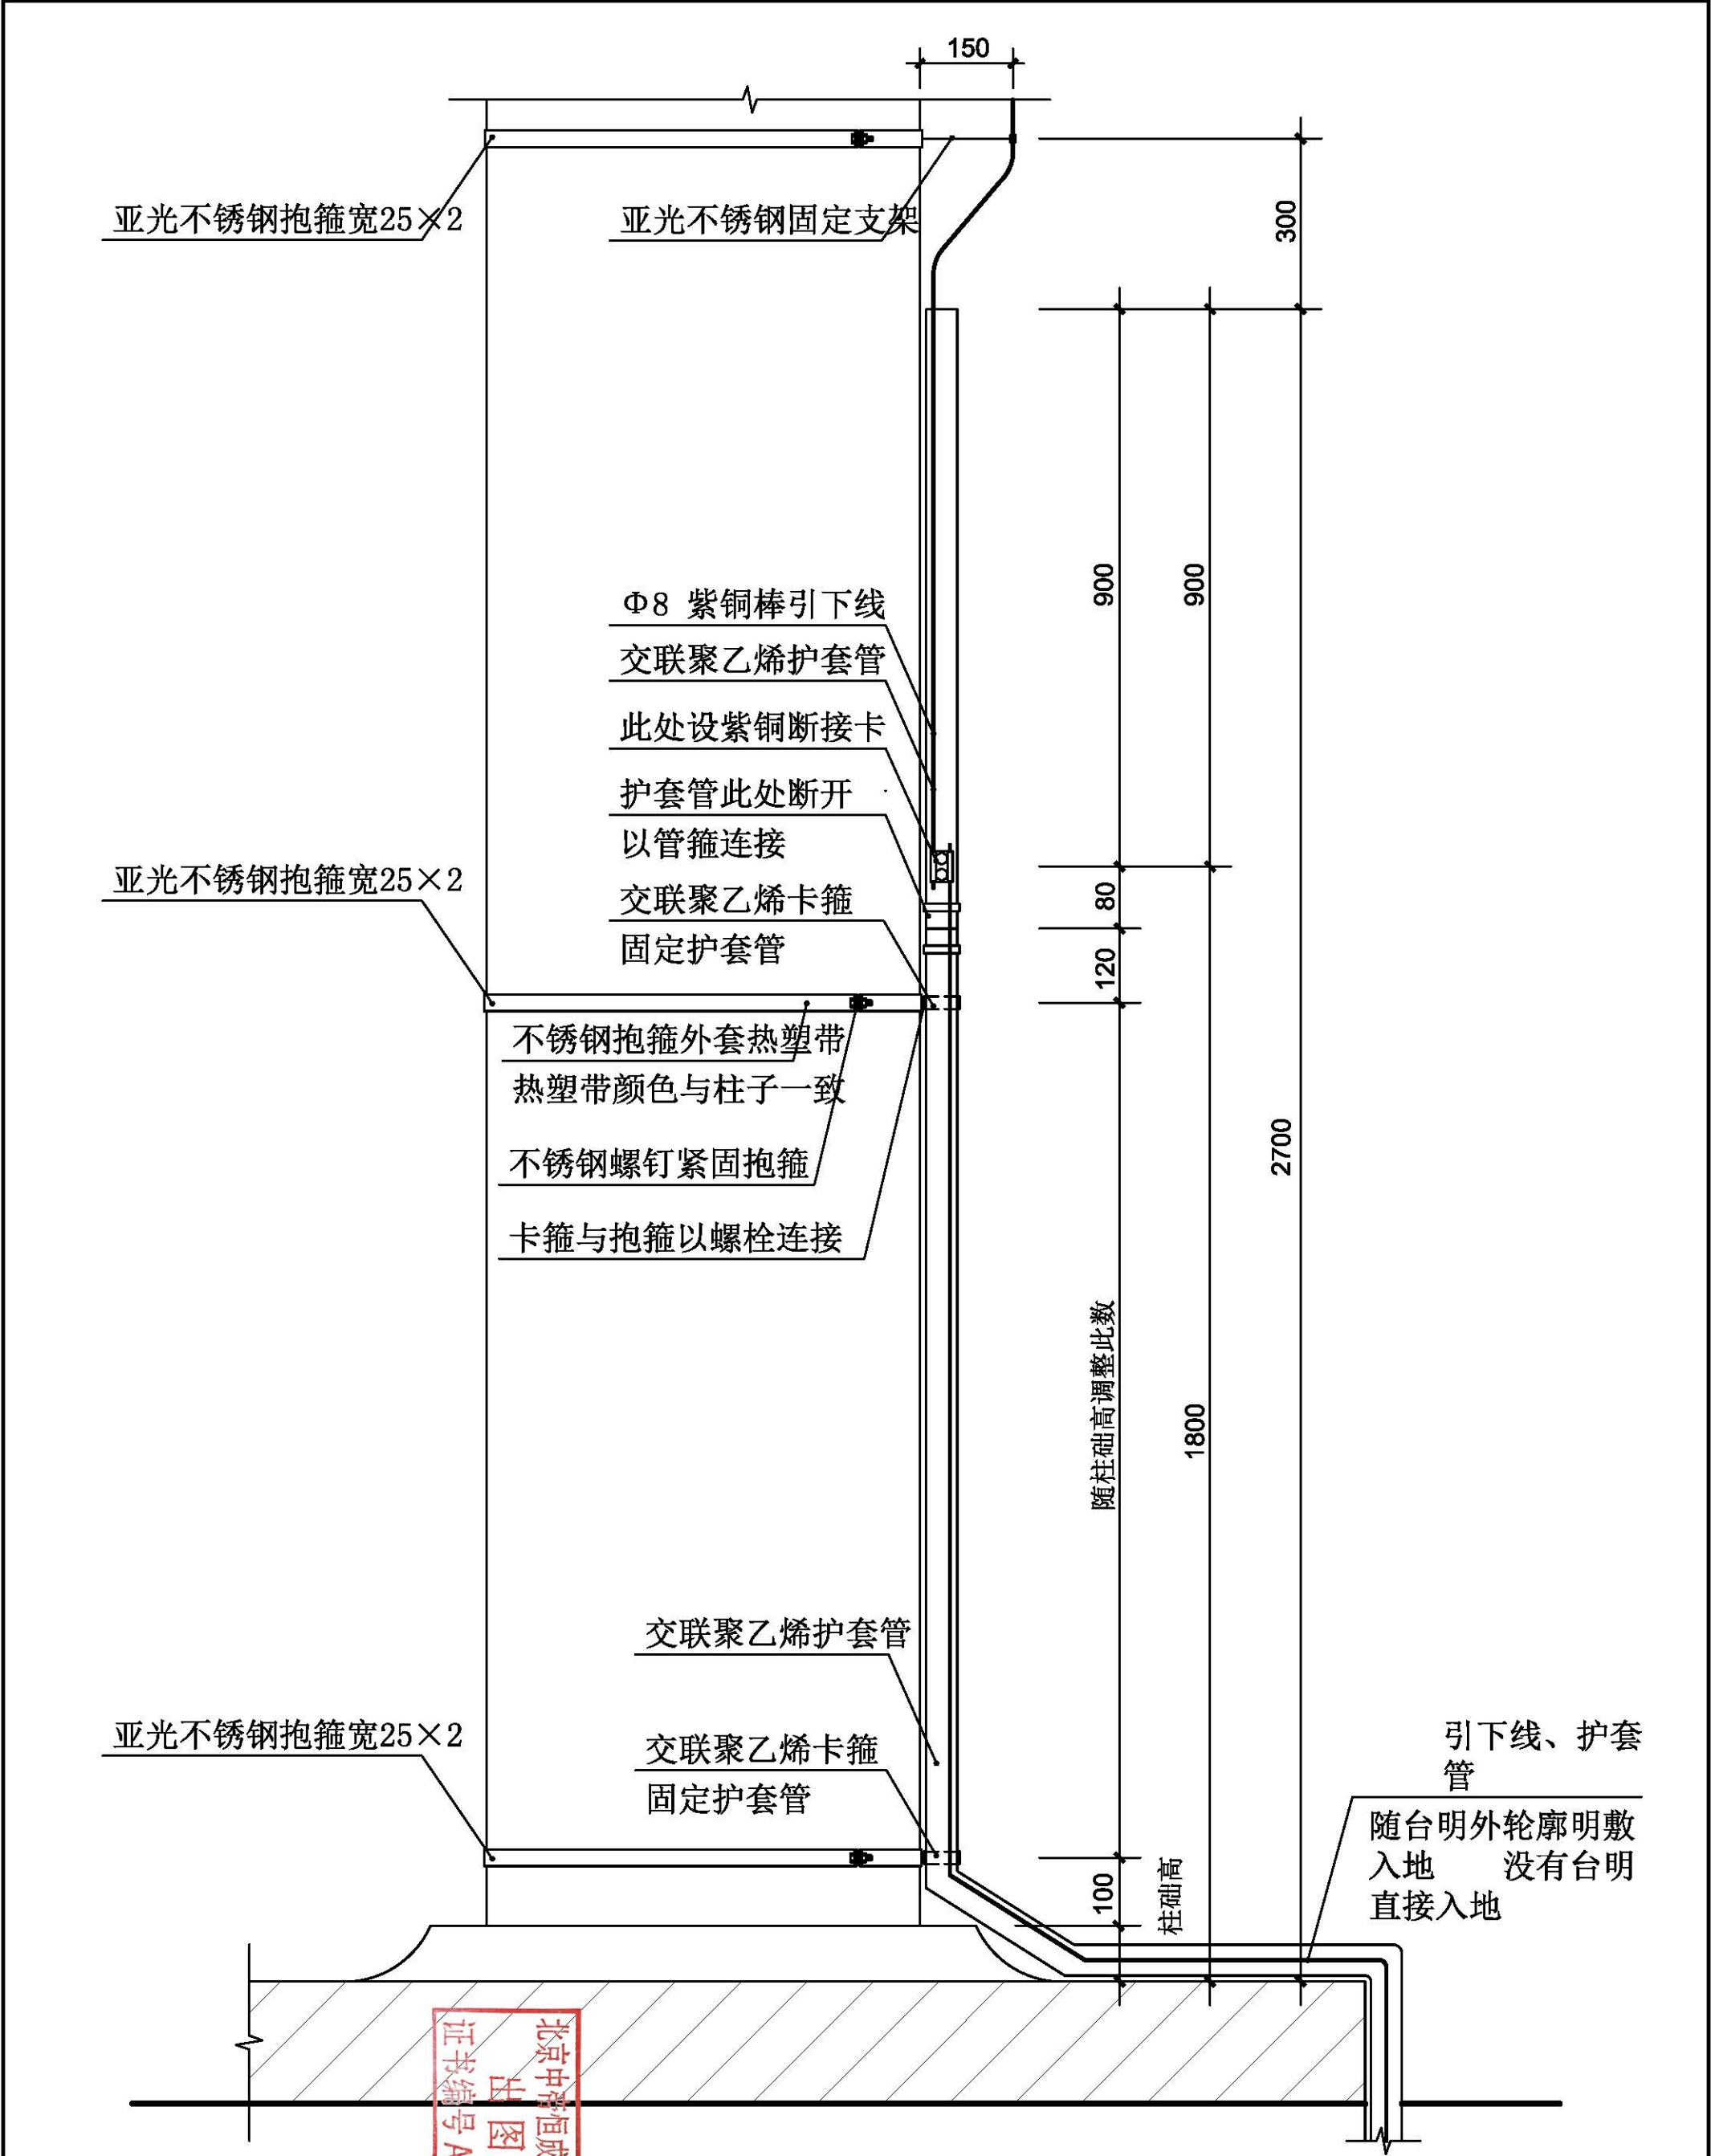 150
亚光不锈钢抱箍宽25×2
亚光不锈钢固定支架
300
Φ8 紫铜棒引下线
交联聚乙烯护套管
此处设紫铜断接卡
护套管此处断开
以管箍连接
交联聚乙烯卡箍
固定护套管
900
900
亚光不锈钢抱箍宽25×2
80
120
不锈钢抱箍外套热塑带
热塑带颜色与柱子一致
不锈钢螺钉紧固抱箍
卡箍与抱箍以螺栓连接
2700
随柱础高调整此数
1800
交联聚乙烯护套管
亚光不锈钢抱箍宽25×2
交联聚乙烯卡箍
固定护套管
100
柱础高
引下线、护套
管
随台明外轮廓明敷
入地 没有台明
直接入地
北京中
出图
证书编号A